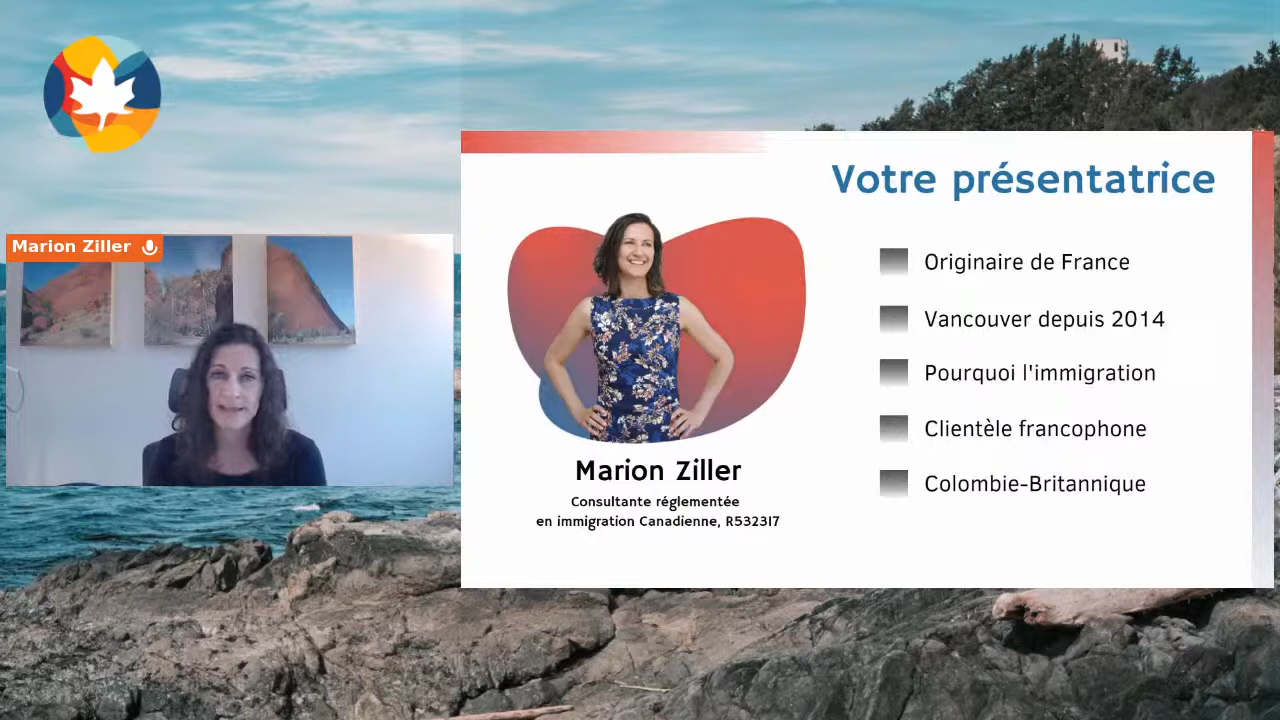 Marion Ziller
Votre présentatrice
Originaire de France
Vancouver depuis 2014
Pourquoi l'immigration
Clientèle francophone
Colombie-Britannique
Marion Ziller
Consultante réglementée
en immigration Canadienne, R532317